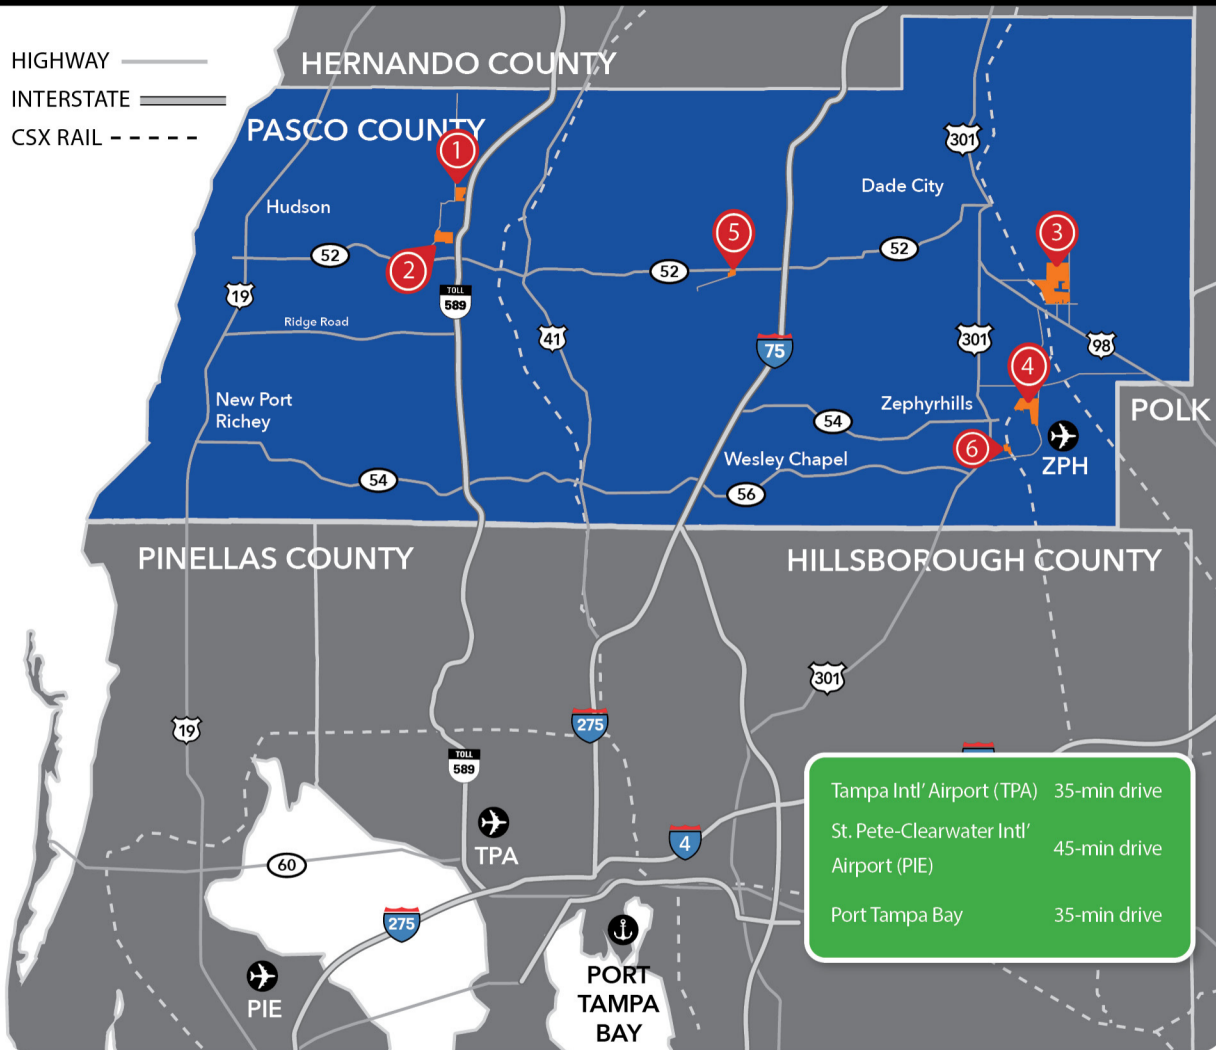 HIGHWAY
INTERSTATE
CSX RAIL
HERNANDO COUNTY
PASCO COUNTY
1
301
Dade City
Hudson
5
3
52
2
52
52
19
TOLL
589
Ridge Road
41
75
301
98
4
New Port
Richey
Zephyrhills
POLK
54
6
Wesley Chapel
ZPH
54
56
PINELLAS COUNTY
HILLSBOROUGH COUNTY
301
19
275
TOLL
589
Tampa Intl’ Airport (TPA) 35-min drive
St. Pete-Clearwater Intl’
Airport (PIE) 45-min drive
Port Tampa Bay 35-min drive
TPA
4
60
275
PIE
PORT
TAMPA
BAY